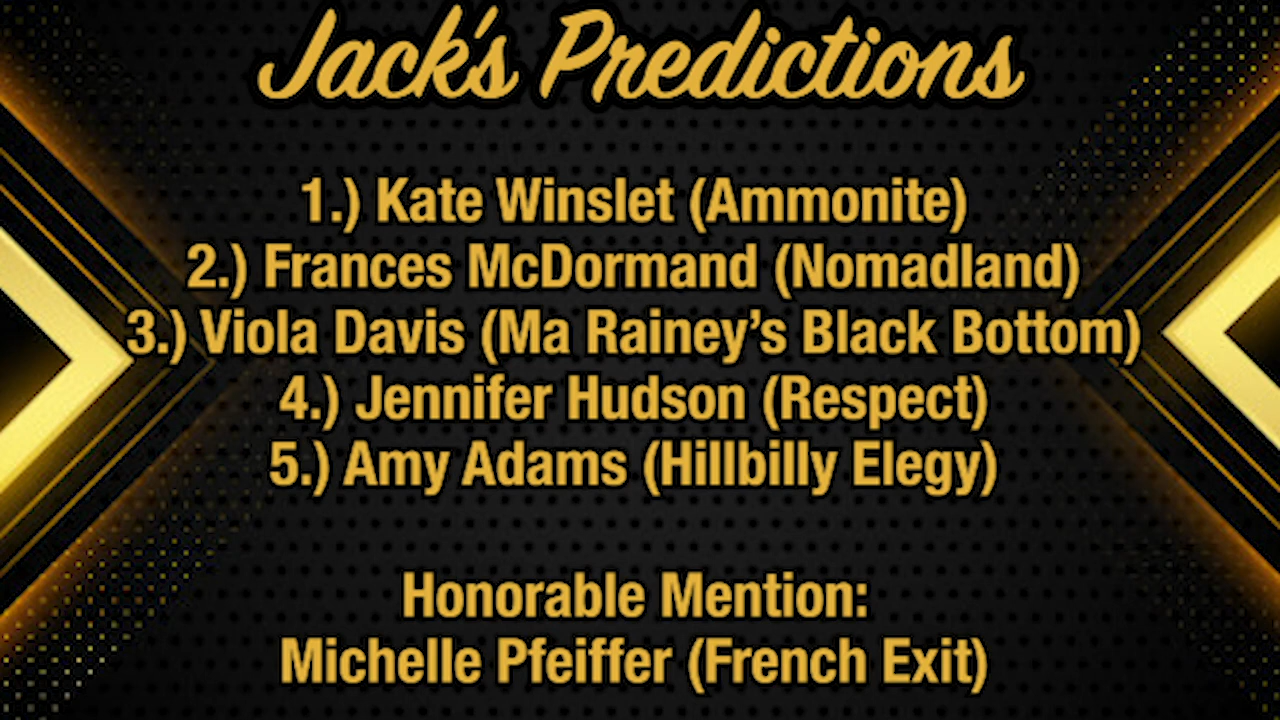 Jack's Predictions
1.) Kate Winslet (Ammonite)
2.) Frances McDormand (Nomadland)
3.) Viola Davis (Ma Rainey’s Black Bottom)
4.) Jennifer Hudson (Respect)
5.) Amy Adams (Hillbilly Elegy)
Honorable Mention:
Michelle Pfeiffer (French Exit)